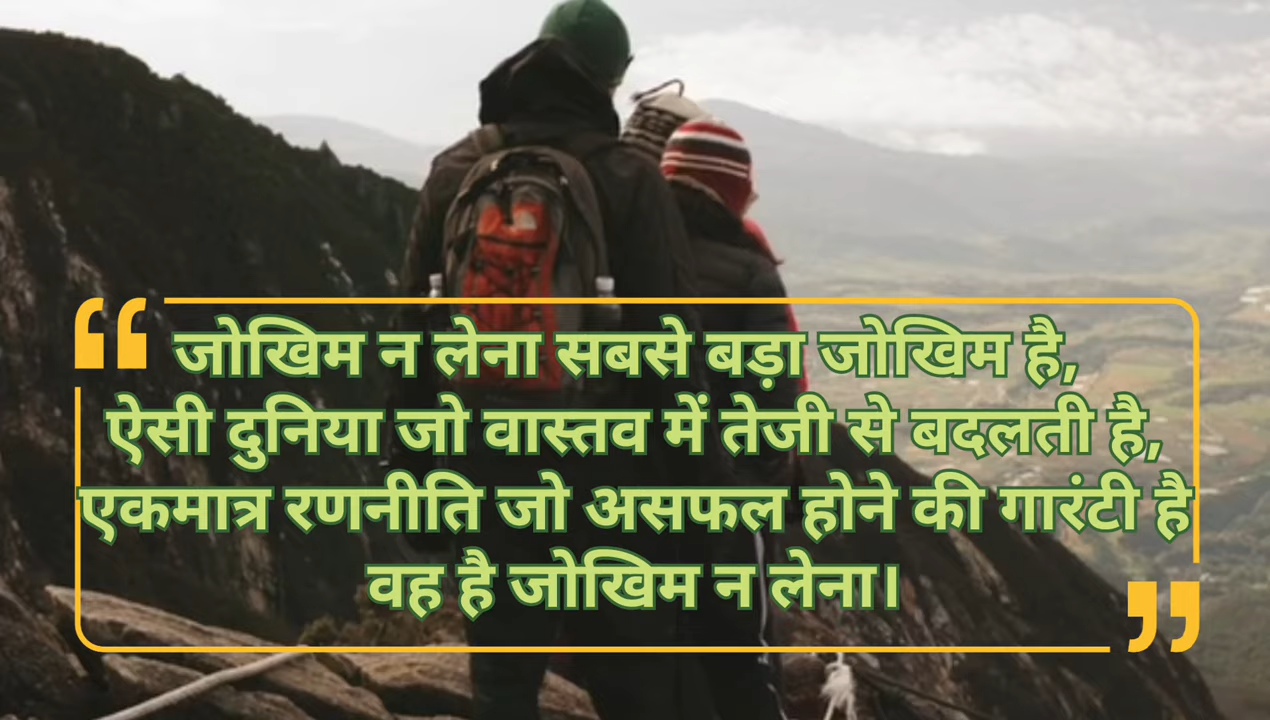 जोखिम न लेना सबसे बड़ा जोखिम है,
ऐसी दुनिया जो वास्तव में तेजी से बदलती है,
एकमात्र रणनीति जो असफल होने की गारंटी है
वह है जोखिम न लेना।